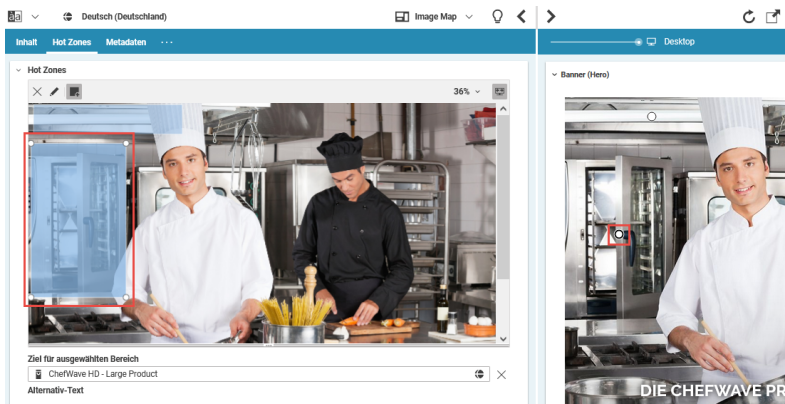 Deutsch (Deutschland)
Image Map
Inhalt Hot Zones Metadaten ···
Desktop
Hot Zones
36%
Banner (Hero)
DIE CHEFWAVE PR
Ziel für ausgewählten Bereich
ChefWave HD - Large Product
Alternativ-Text